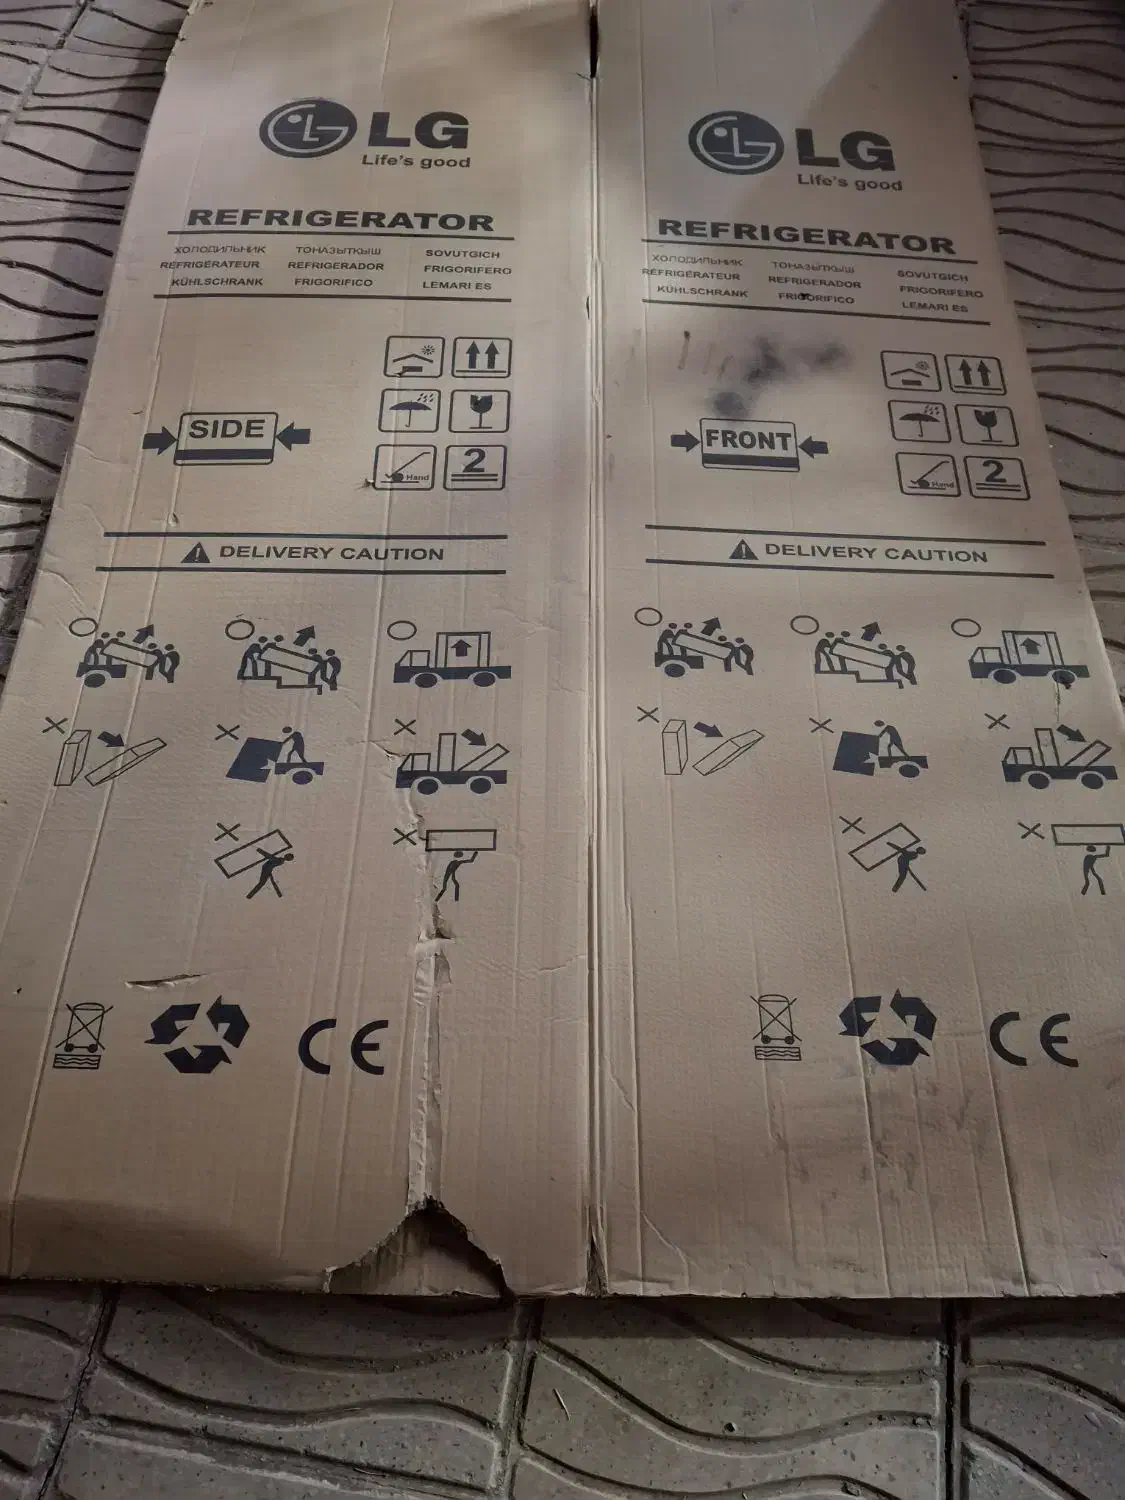 LG
Life's good
REFRIGERATOR
ХОЛОДИЛЬНИК ТОНАЗЫТКЫШ SOVUTGICH
REFRIGÉRATEUR REFRIGERADOR FRIGORIFERO
KÜHLSCHRANK FRIGORIFICO LEMARI ES
SIDE
Hand
2
DELIVERY CAUTION
CE
LG
Life's good
REFRIGERATOR
ХОЛОДИЛЬНИК ТОНАЗЫТКЫШ SOVUTGICH
REFRIGÉRATEUR REFRIGERADOR FRIGORIFERO
KÜHLSCHRANK FRIGORIFICO LEMARI ES
FRONT
Hand
2
DELIVERY CAUTION
CE